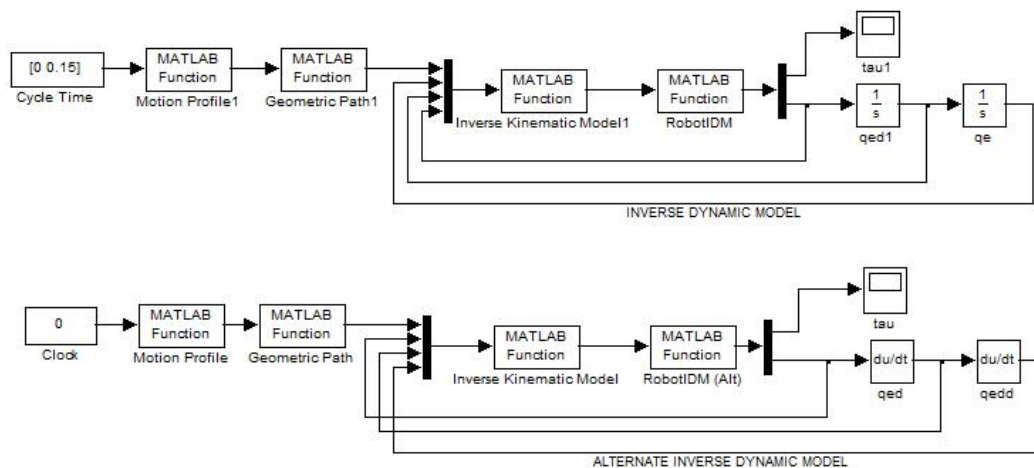 [0 0.15]
Cycle Time
MATLAB
Function
Motion Profile1
MATLAB
Function
Geometric Path1
MATLAB
Function
Inverse Kinematic Model1
MATLAB
Function
RobotIDM
tau1
1
s
qed1
1
s
qe
INVERSE DYNAMIC MODEL
0
Clock
MATLAB
Function
Motion Profile
MATLAB
Function
Geometric Path
MATLAB
Function
Inverse Kinematic Model
MATLAB
Function
RobotIDM (Alt)
tau
du/dt
qed
du/dt
qedd
ALTERNATE INVERSE DYNAMIC MODEL